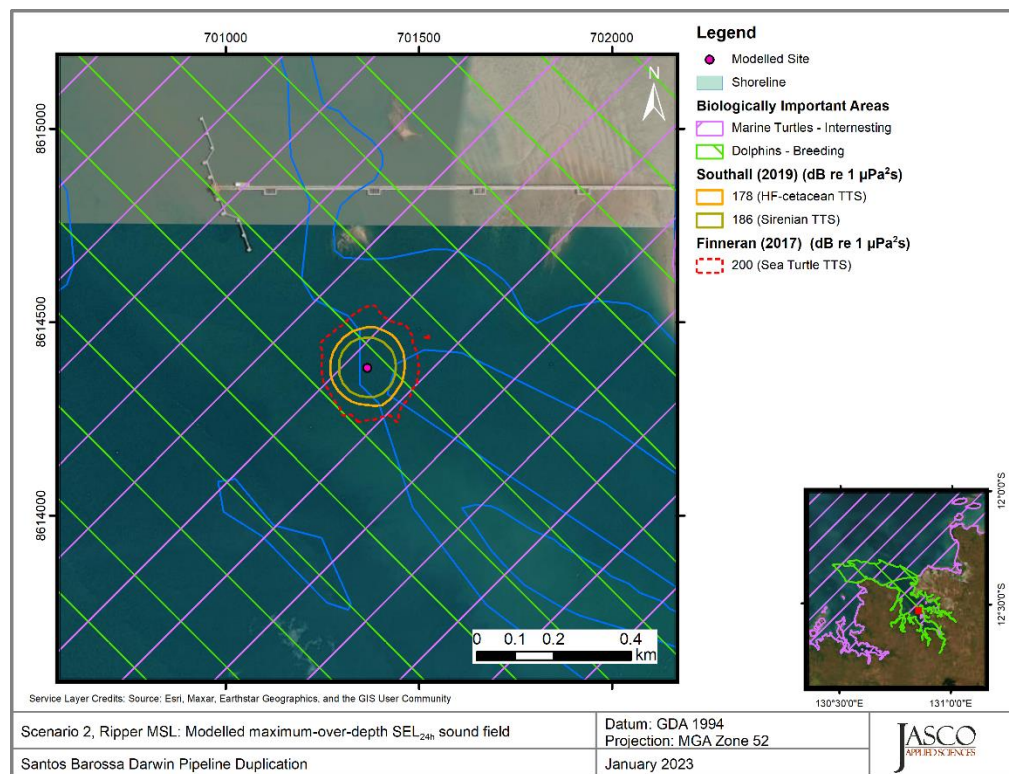 701000 701500 702000
8615000
8614500
8614000
N
0 0.1 0.2 0.4
km
Legend
Modelled Site
Shoreline
Biologically Important Areas
Marine Turtles - Internesting
Dolphins - Breeding
Southall (2019) (dB re 1 µPa²s)
178 (HF-cetacean TTS)
186 (Sirenian TTS)
Finneran (2017) (dB re 1 µPa²s)
200 (Sea Turtle TTS)
12°0'0"S
12°30'0"S
130°30'0"E 131°0'0"E
Service Layer Credits: Source: Esri, Maxar, Earthstar Geographics, and the GIS User Community
Scenario 2, Ripper MSL: Modelled maximum-over-depth SEL₂₄ₕ sound field
Santos Barossa Darwin Pipeline Duplication
Datum: GDA 1994
Projection: MGA Zone 52
January 2023
JASCO
APPLIED SCIENCES